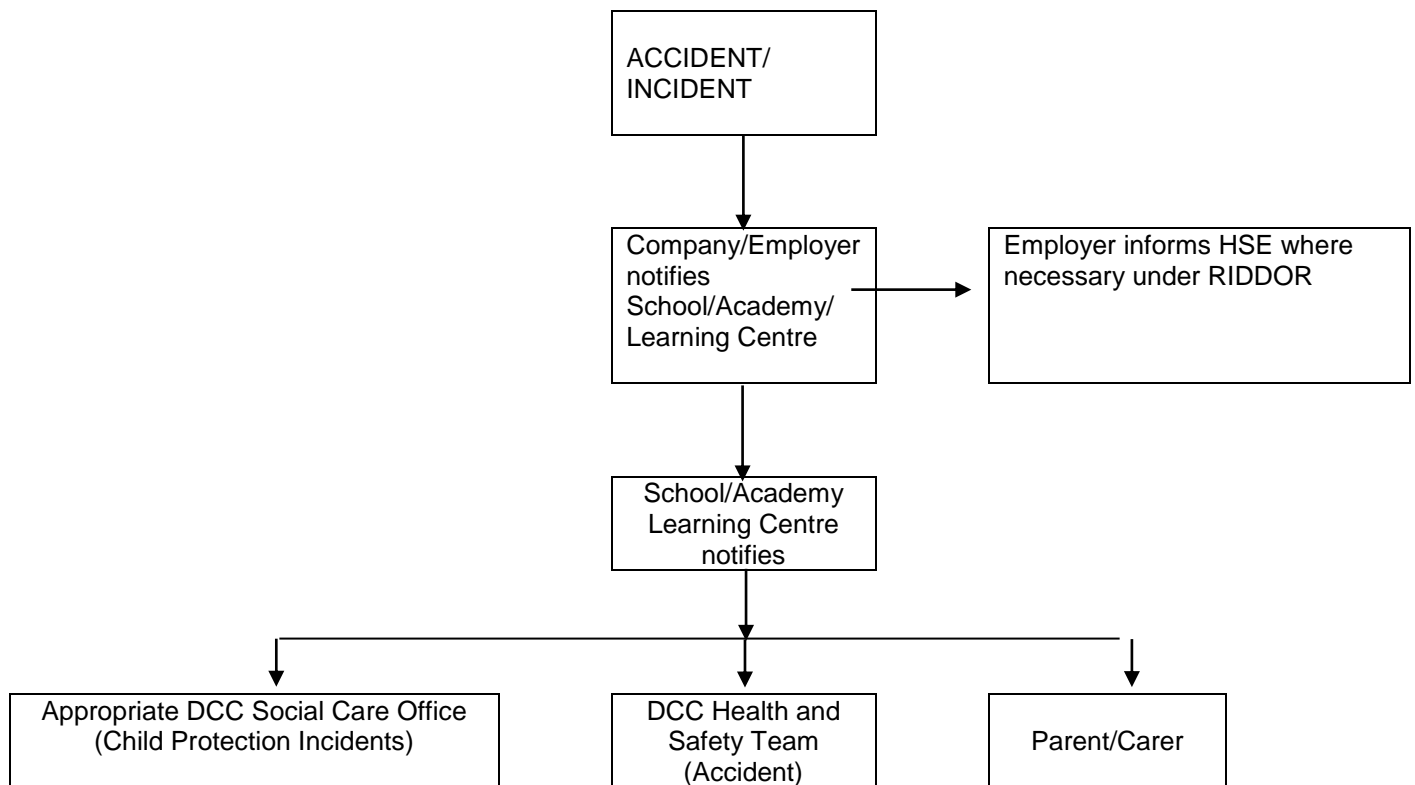 ACCIDENT/
INCIDENT
Company/Employer
notifies
School/Academy/
Learning Centre
Employer informs HSE where
necessary under RIDDOR
School/Academy
Learning Centre
notifies
Appropriate DCC Social Care Office
(Child Protection Incidents)
DCC Health and
Safety Team
(Accident)
Parent/Carer